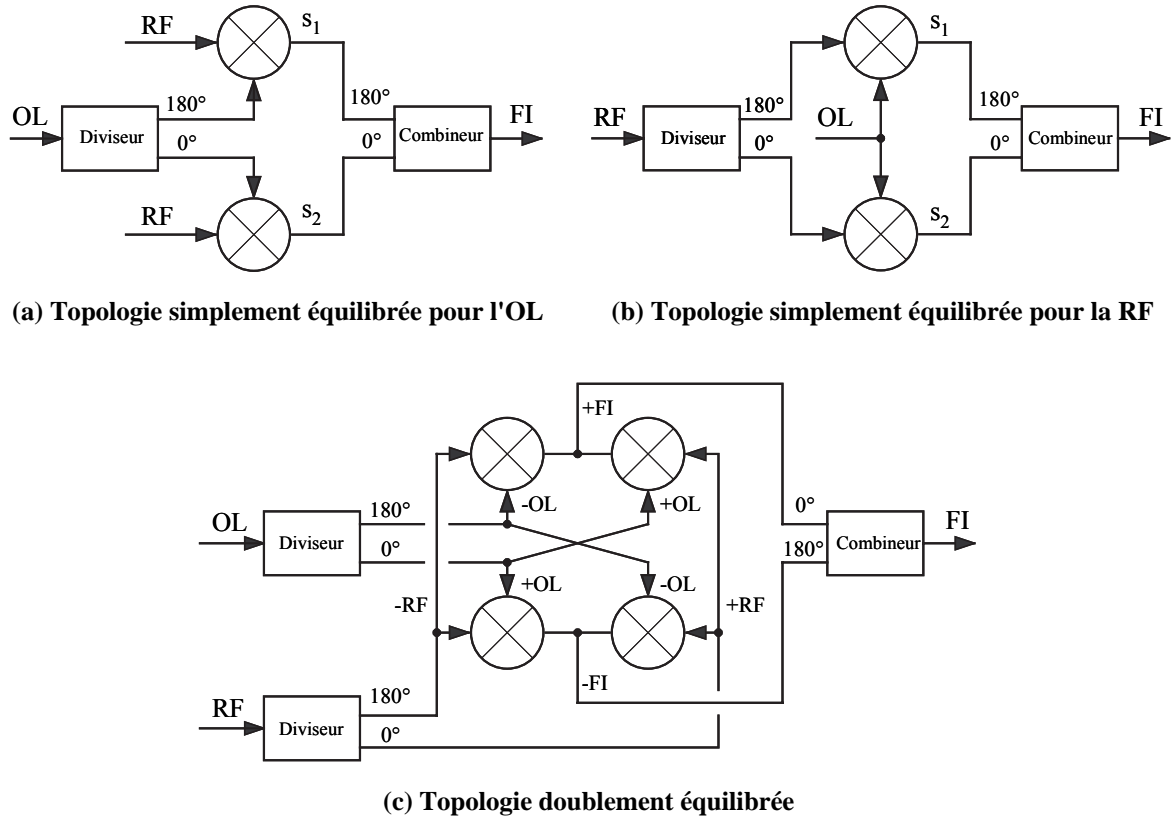 RF
s1
180°
180°
OL
Diviseur
0°
0°
Combineur
FI
RF
s2
(a) Topologie simplement équilibrée pour l'OL
s1
180°
180°
RF
Diviseur
0°
OL
0°
Combineur
FI
s2
(b) Topologie simplement équilibrée pour la RF
+FI
-OL
+OL
OL
Diviseur
180°
0°
0°
180°
Combineur
FI
+OL
-OL
-RF
+RF
-FI
RF
Diviseur
180°
0°
(c) Topologie doublement équilibrée